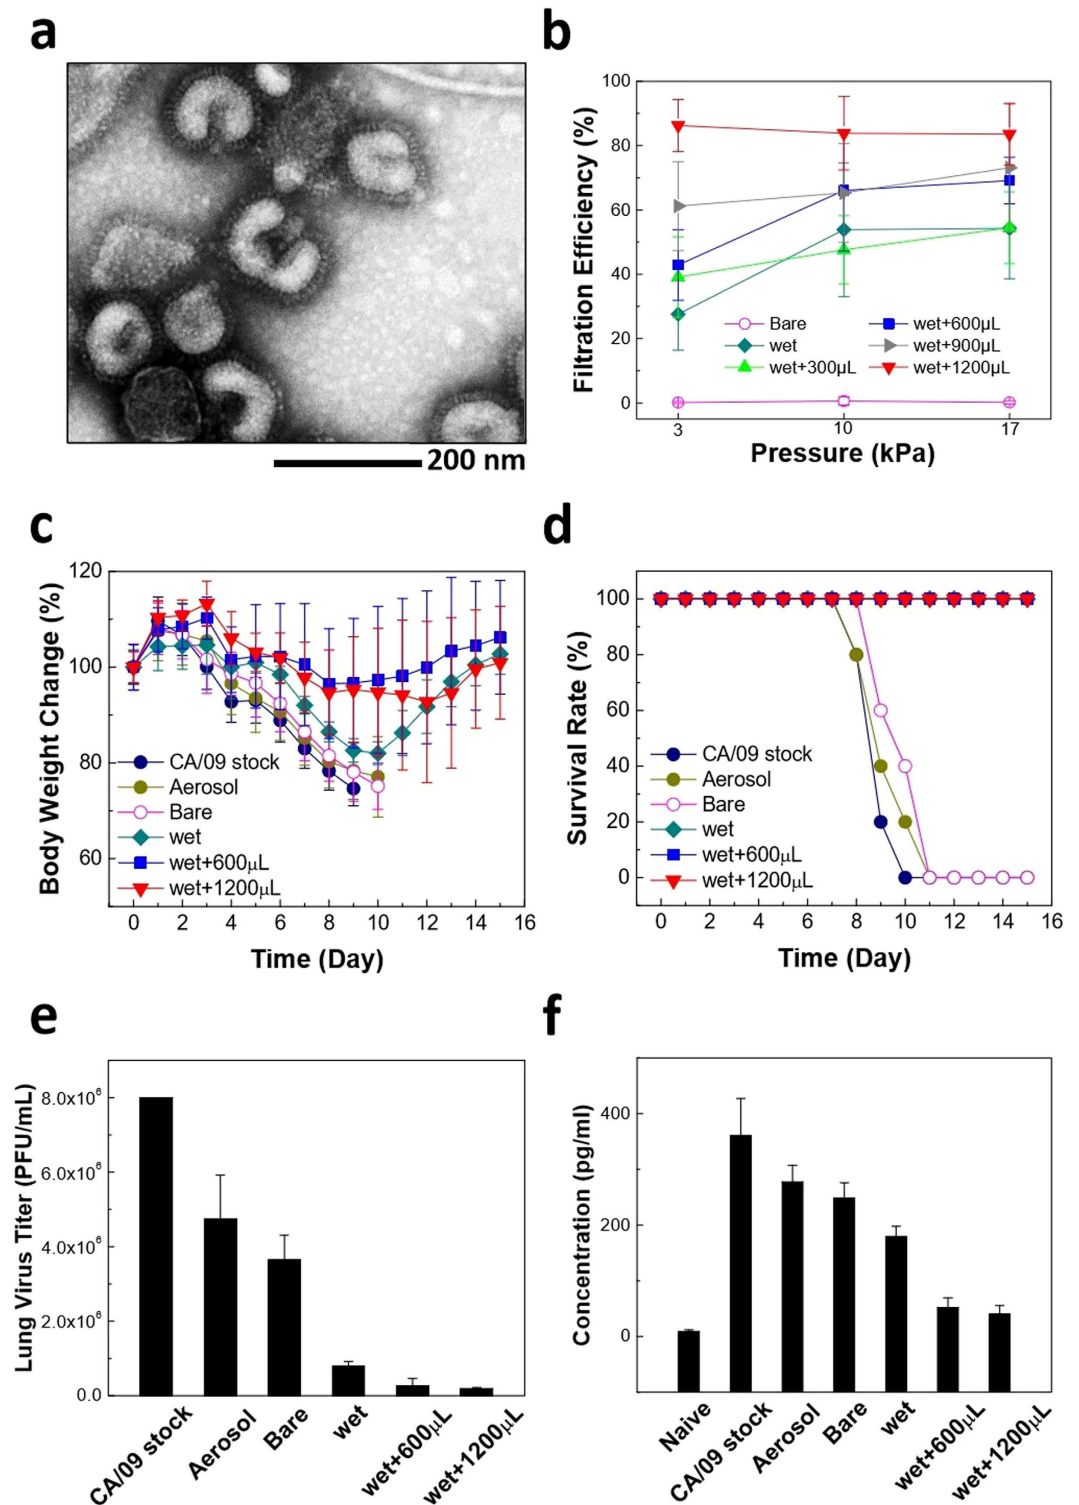 a
200 nm
b
Filtration Efficiency (%)
100
80
60
40
20
0
Bare
wet
wet+300µL
wet+600µL
wet+900µL
wet+1200µL
3
10
17
Pressure (kPa)
c
Body Weight Change (%)
120
100
80
60
CA/09 stock
Aerosol
Bare
wet
wet+600µL
wet+1200µL
0 2 4 6 8 10 12 14 16
Time (Day)
d
Survival Rate (%)
100
80
60
40
20
0
CA/09 stock
Aerosol
Bare
wet
wet+600µL
wet+1200µL
0 2 4 6 8 10 12 14 16
Time (Day)
e
Lung Virus Titer (PFU/mL)
8.0x10⁶
6.0x10⁶
4.0x10⁶
2.0x10⁶
0.0
CA/09 stock
Aerosol
Bare
wet
wet+600µL
wet+1200µL
f
Concentration (pg/ml)
400
200
0
Naive
CA/09 stock
Aerosol
Bare
wet
wet+600µL
wet+1200µL